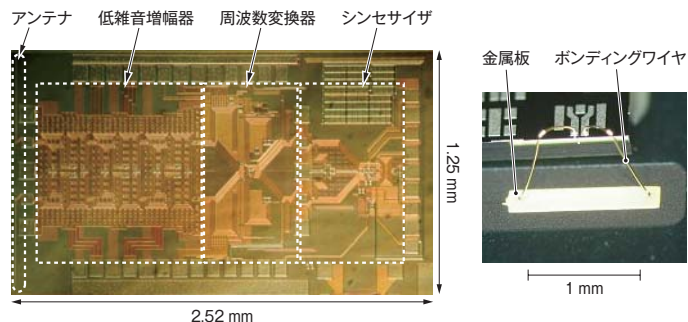 アンテナ 低雑音増幅器 周波数変換器 シンセサイザ
金属板 ボンディングワイヤ
1.25 mm
1 mm
2.52 mm